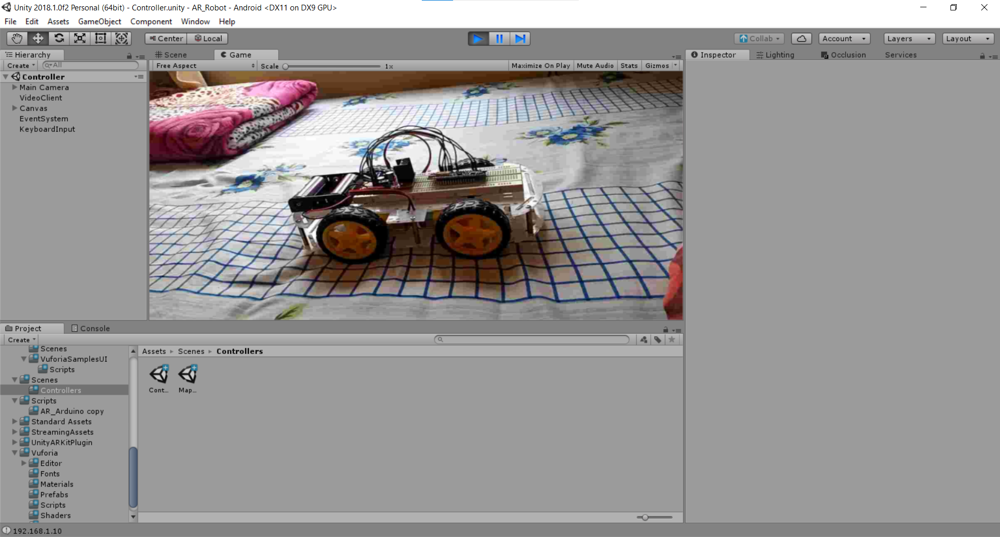 Unity 2018.1.0f2 Personal (64bit) - Controller.unity - AR_Robot - Android <DX11 on DX9 GPU>
File Edit Assets GameObject Component Window Help
Center Local Collab Account Layers Layout
Hierarchy
Create All
Controller
Main Camera
VideoClient
Canvas
EventSystem
KeyboardInput
Scene Game
Free Aspect Scale 1x Maximize On Play Mute Audio Stats Gizmos
Inspector Lighting Occlusion Services
Project Console
Create
Scenes
VuforiaSamplesUI
Scripts
Scenes
Controllers
Scripts
AR_Arduino copy
Standard Assets
StreamingAssets
UnityARKitPlugin
Vuforia
Editor
Fonts
Materials
Prefabs
Scripts
Shaders
Assets Scenes Controllers
Cont... Map...
192.168.1.10